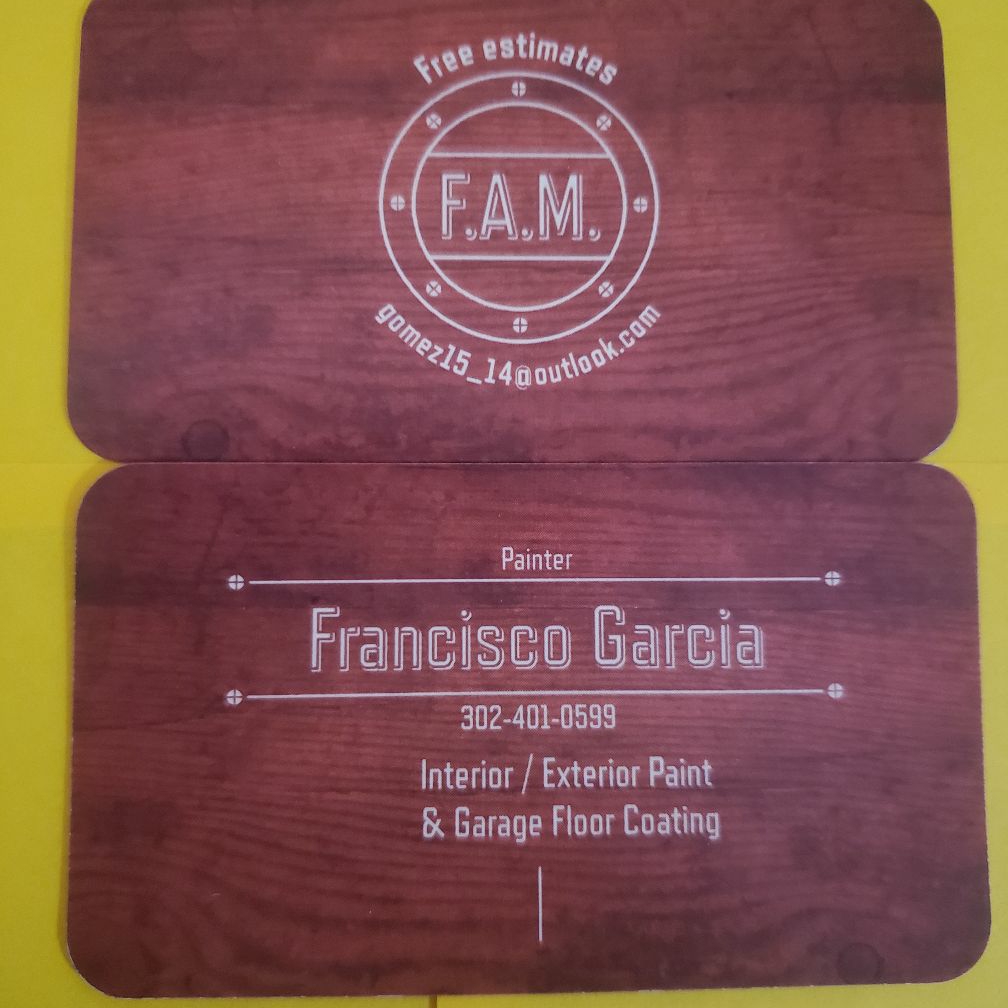 Free estimates
F.A.M.
gomez15_14@outlook.com
Painter
Francisco Garcia
302-401-0599
Interior / Exterior Paint
& Garage Floor Coating